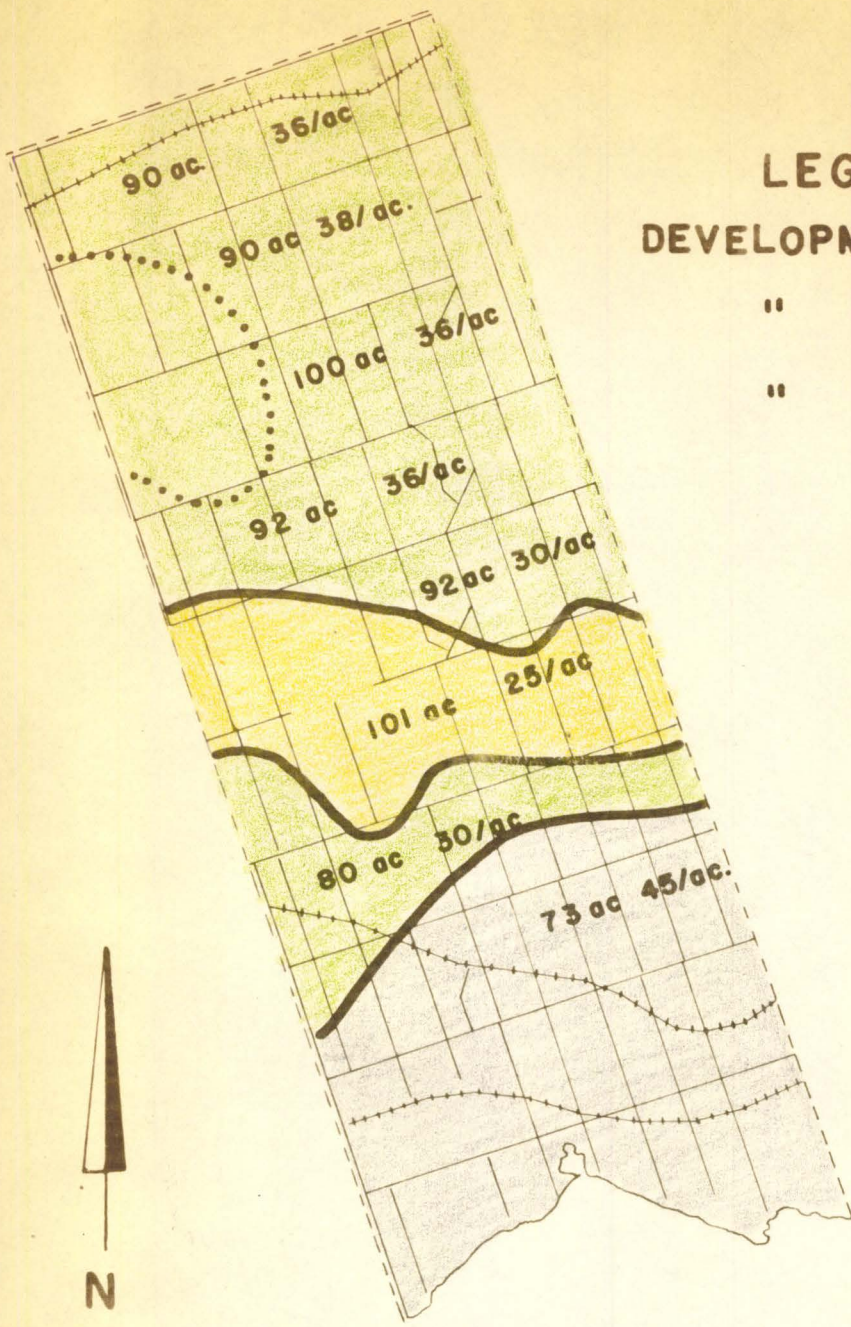 90 ac. 36/ac
90 ac 38/ac.
100 ac 36/ac
92 ac 36/ac
92 ac 30/ac
101 ac 25/ac
80 ac 30/ac
73 ac 45/ac.
LEG
DEVELOPM
"
"
N